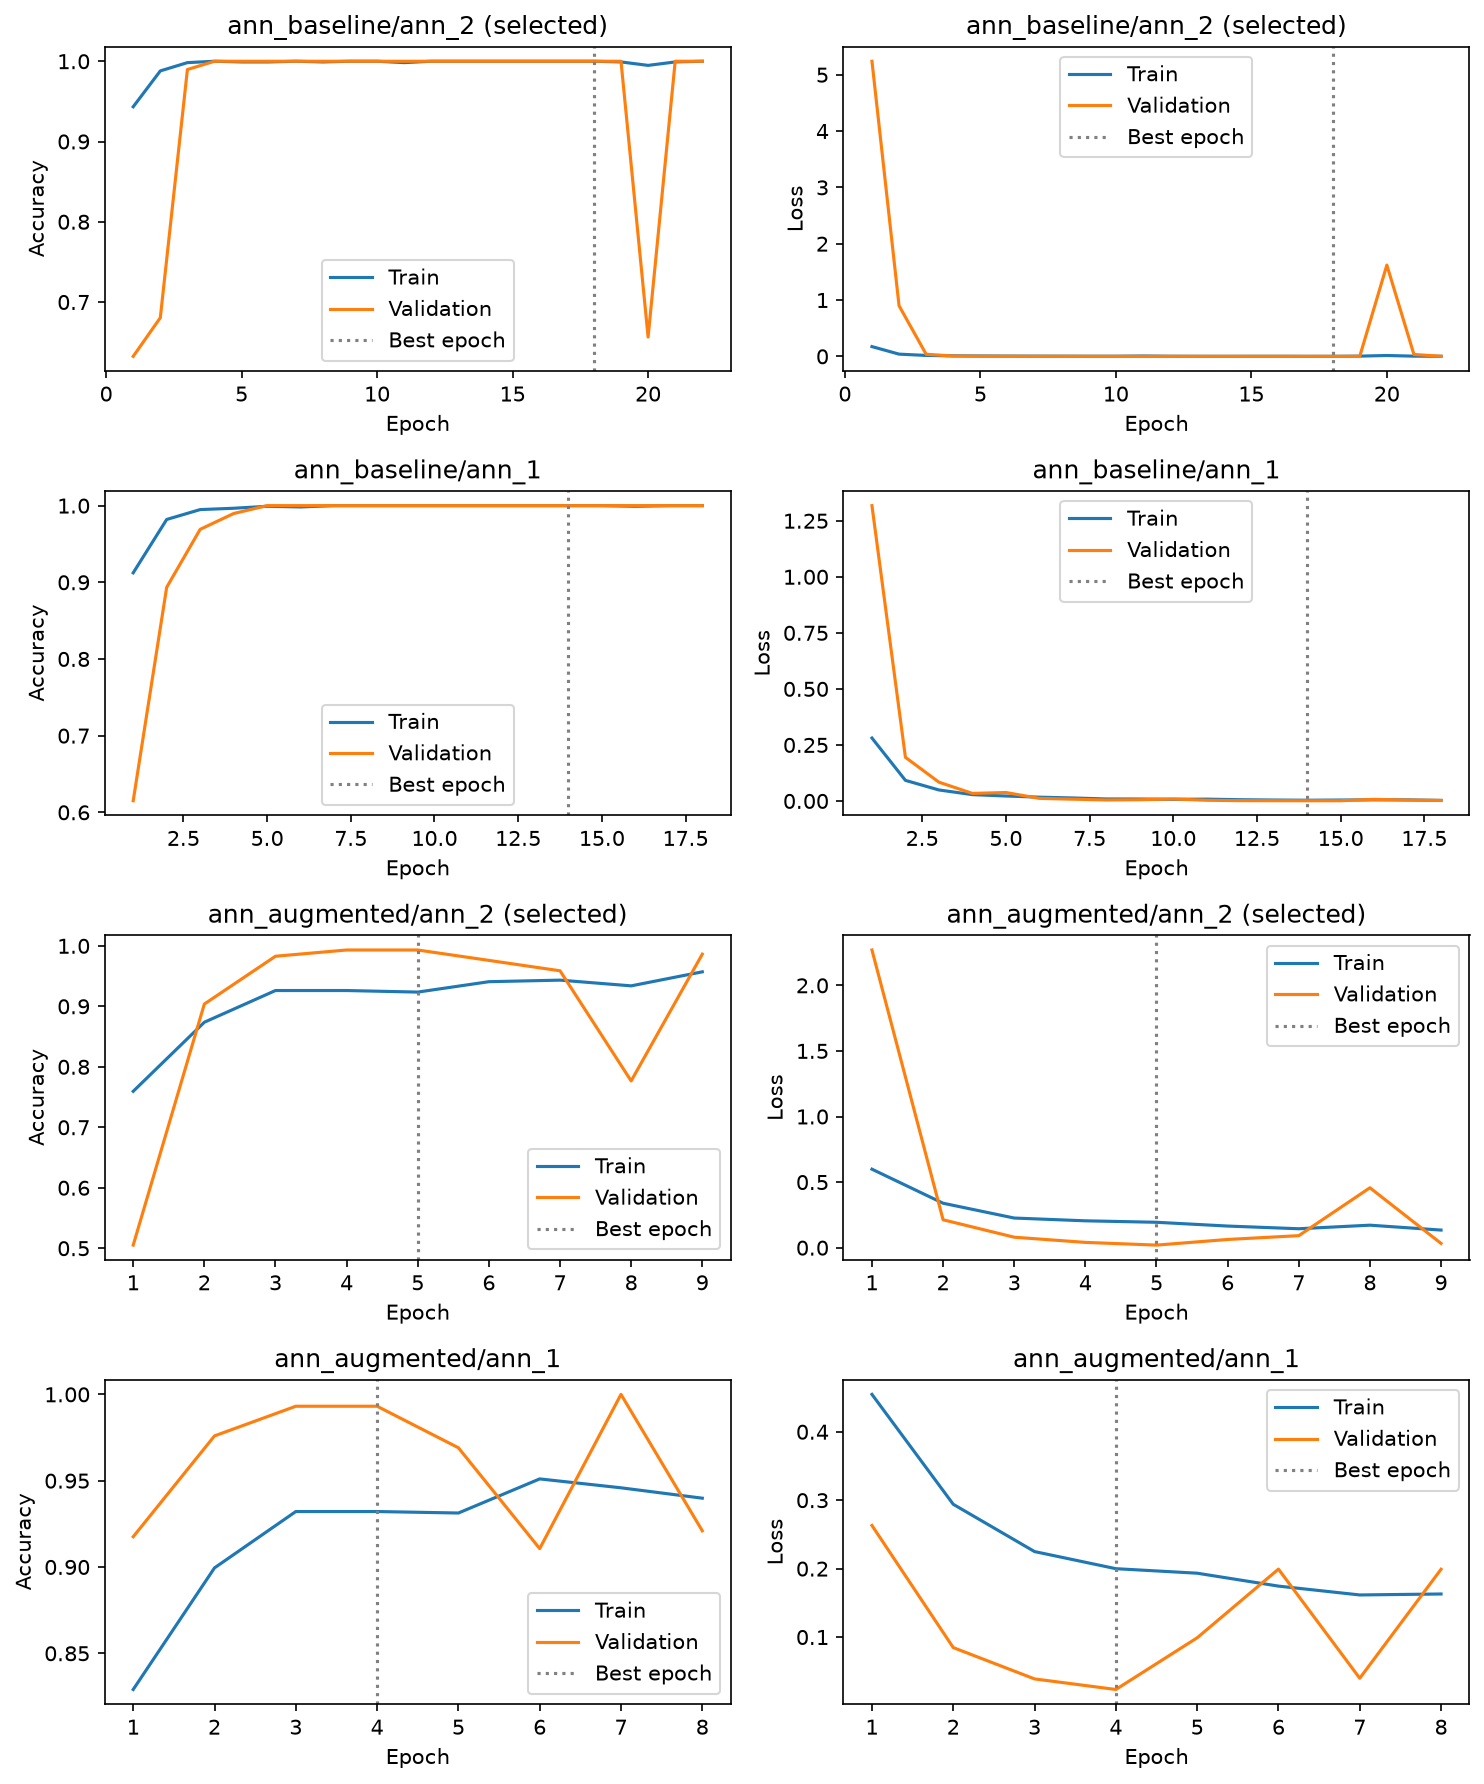 ann_baseline/ann_2 (selected)
1.0
0.9
0.8
0.7
Accuracy
Train
Validation
Best epoch
0 5 10 15 20
Epoch
ann_baseline/ann_2 (selected)
5
4
3
2
1
0
Loss
Train
Validation
Best epoch
0 5 10 15 20
Epoch
ann_baseline/ann_1
1.0
0.9
0.8
0.7
0.6
Accuracy
Train
Validation
Best epoch
2.5 5.0 7.5 10.0 12.5 15.0 17.5
Epoch
ann_baseline/ann_1
1.25
1.00
0.75
0.50
0.25
0.00
Loss
Train
Validation
Best epoch
2.5 5.0 7.5 10.0 12.5 15.0 17.5
Epoch
ann_augmented/ann_2 (selected)
1.0
0.9
0.8
0.7
0.6
0.5
Accuracy
Train
Validation
Best epoch
1 2 3 4 5 6 7 8 9
Epoch
ann_augmented/ann_2 (selected)
2.0
1.5
1.0
0.5
0.0
Loss
Train
Validation
Best epoch
1 2 3 4 5 6 7 8 9
Epoch
ann_augmented/ann_1
1.00
0.95
0.90
0.85
Accuracy
Train
Validation
Best epoch
1 2 3 4 5 6 7 8
Epoch
ann_augmented/ann_1
0.4
0.3
0.2
0.1
Loss
Train
Validation
Best epoch
1 2 3 4 5 6 7 8
Epoch